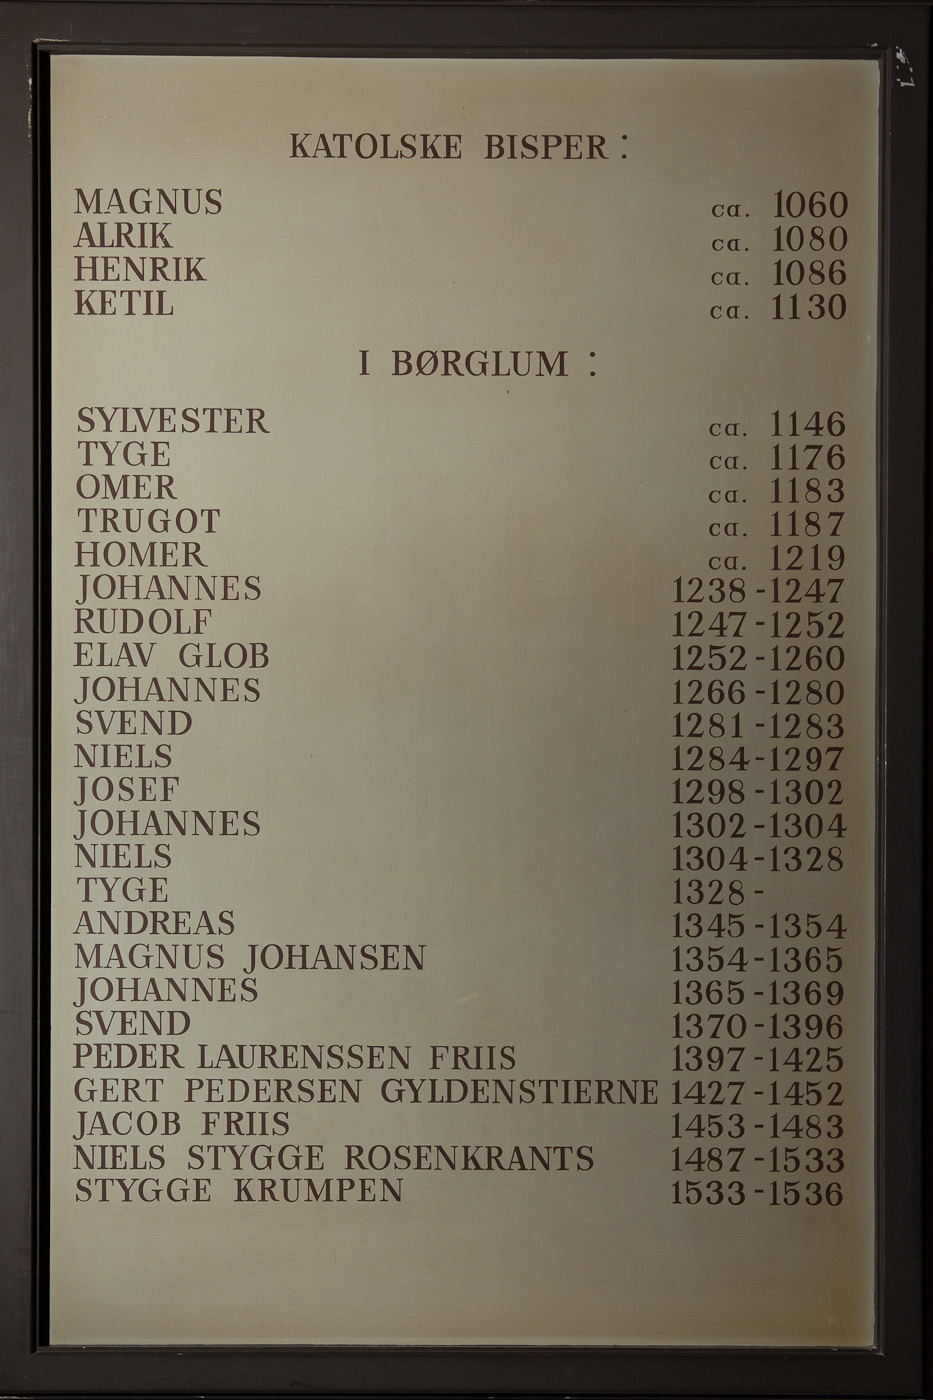 KATOLSKE BISPER :
MAGNUS ca. 1060
ALRIK ca. 1080
HENRIK ca. 1086
KETIL ca. 1130
I BØRGLUM :
SYLVESTER ca. 1146
TYGE ca. 1176
OMER ca. 1183
TRUGOT ca. 1187
HOMER ca. 1219
JOHANNES 1238-1247
RUDOLF 1247-1252
ELAV GLOB 1252-1260
JOHANNES 1266-1280
SVEND 1281-1283
NIELS 1284-1297
JOSEF 1298-1302
JOHANNES 1302-1304
NIELS 1304-1328
TYGE 1328-
ANDREAS 1345-1354
MAGNUS JOHANSEN 1354-1365
JOHANNES 1365-1369
SVEND 1370-1396
PEDER LAURENSSEN FRIIS 1397-1425
GERT PEDERSEN GYLDENSTIERNE 1427-1452
JACOB FRIIS 1453-1483
NIELS STYGGE ROSENKRANTS 1487-1533
STYGGE KRUMPEN 1533-1536